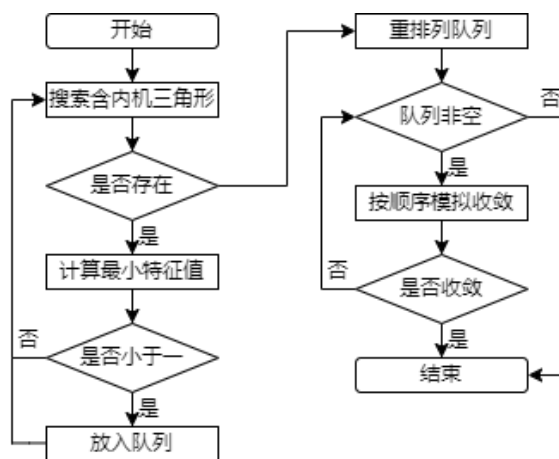 开始
搜索含内机三角形
是否存在
是
计算最小特征值
否
是否小于一
是
放入队列
重排列队列
否
队列非空
是
按顺序模拟收敛
否
是否收敛
是
结束